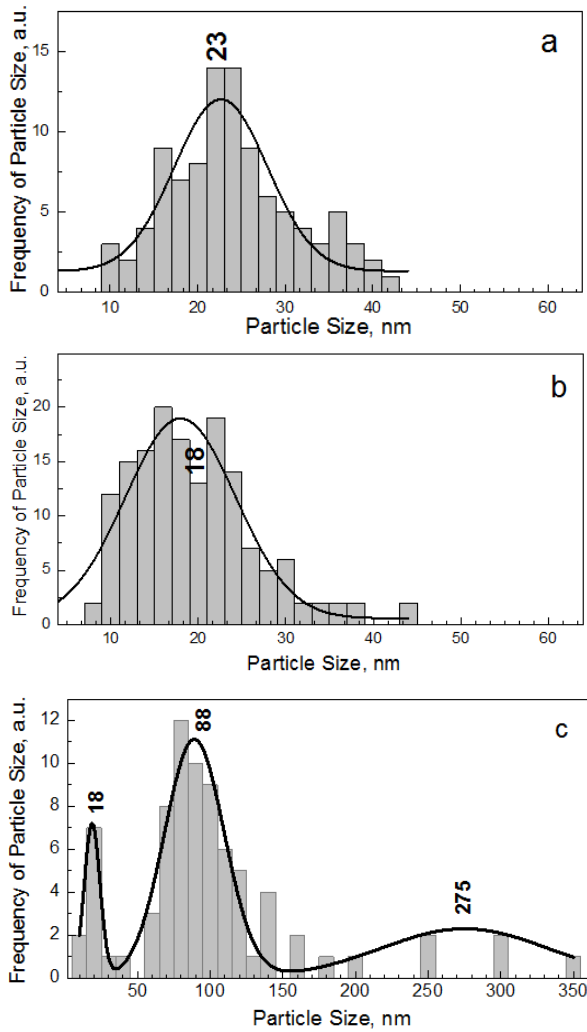 a
23
Frequency of Particle Size, a.u.
15
10
5
0
10 20 30 40 50 60
Particle Size, nm
b
18
Frequency of Particle Size, a.u.
20
15
10
5
0
10 20 30 40 50 60
Particle Size, nm
c
18
88
275
Frequency of Particle Size, a.u.
12
10
8
6
4
2
0
50 100 150 200 250 300 350
Particle Size, nm